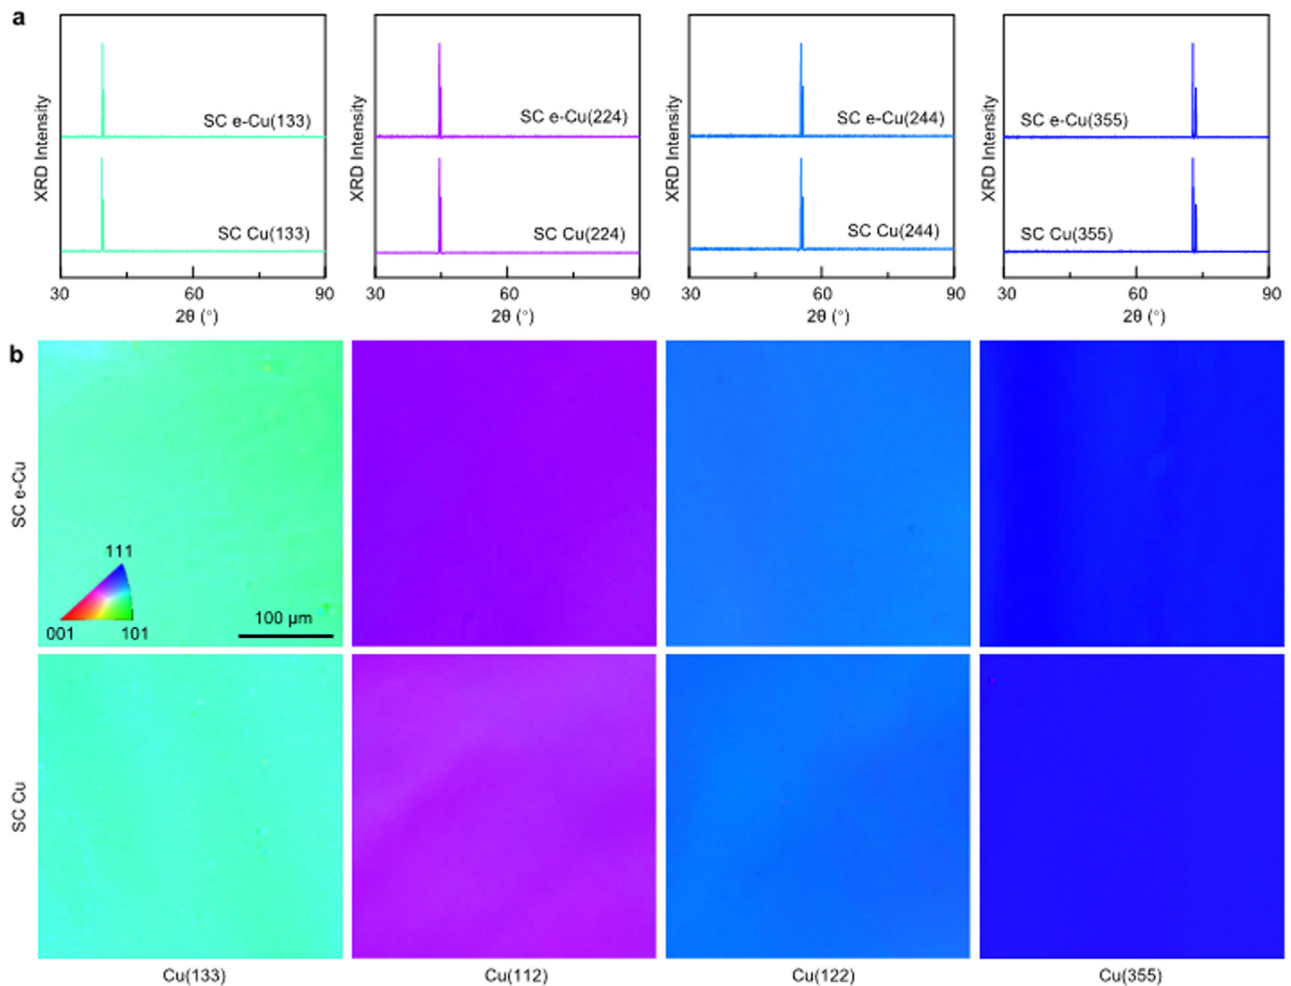 a
XRD Intensity
SC e-Cu(133)
SC Cu(133)
30 60 90
2θ (°)
XRD Intensity
SC e-Cu(224)
SC Cu(224)
30 60 90
2θ (°)
XRD Intensity
SC e-Cu(244)
SC Cu(244)
30 60 90
2θ (°)
XRD Intensity
SC e-Cu(355)
SC Cu(355)
30 60 90
2θ (°)
b
SC e-Cu
111
001 101
100 μm
SC Cu
Cu(133) Cu(112) Cu(122) Cu(355)